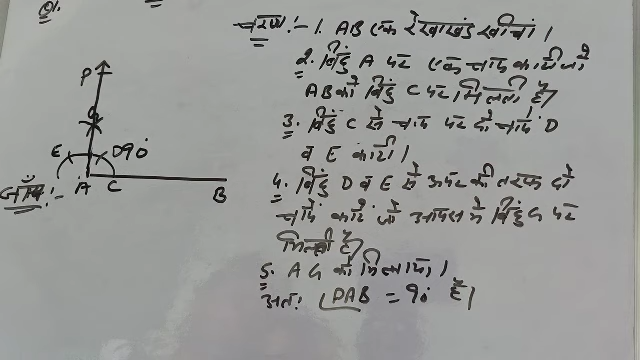 चरण:- 1. AB एक रेखाखंड खींचा।
2. बिंदु A पर एक चाप काटी जो
AB को बिंदु C पर मिलती है।
3. बिंदु C से चाप पर दो चाप D
व E काटी।
4. बिंदु D व E से ऊपर की तरफ दो
चाप काटे जो आपस में बिंदु G पर
मिलती है।
5. AG को मिलाया।
अतः ∠PAB = 90° है।
P
G
E D 90°
जाँच:- A C B